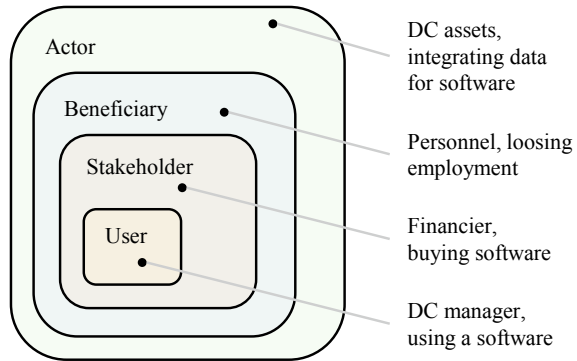 Actor
Beneficiary
Stakeholder
User
DC assets,
integrating data
for software
Personnel, loosing
employment
Financier,
buying software
DC manager,
using a software